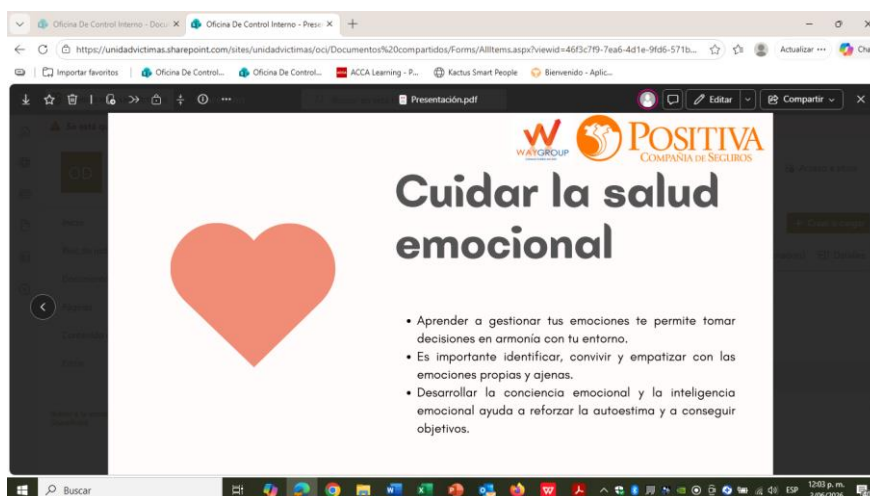 Oficina De Control Interno - Docu
Oficina De Control Interno - Prese
https://unidadvictimas.sharepoint.com/sites/unidadvictimas/oci/Documentos%20compartidos/Forms/AllItems.aspx?viewid=46f3c7f9-7ea6-4d1e-9fd6-571b...
Actualizar
Importar favoritos
Oficina De Control...
Oficina De Control...
ACCA Learning - P...
Kactus Smart People
Bienvenido - Aplic...
Presentación.pdf
Editar
Compartir
WAYGROUP
POSITIVA
COMPAÑIA DE SEGUROS
Cuidar la salud
emocional
• Aprender a gestionar tus emociones te permite tomar
decisiones en armonía con tu entorno.
• Es importante identificar, convivir y empatizar con las
emociones propias y ajenas.
• Desarrollar la conciencia emocional y la inteligencia
emocional ayuda a reforzar la autoestima y a conseguir
objetivos.
Buscar
ESP
12:03 p. m.
2/06/2026